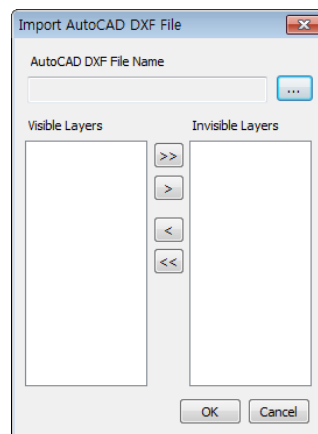 Import AutoCAD DXF File
AutoCAD DXF File Name
...
Visible Layers Invisible Layers
>>
>
<
<<
OK Cancel